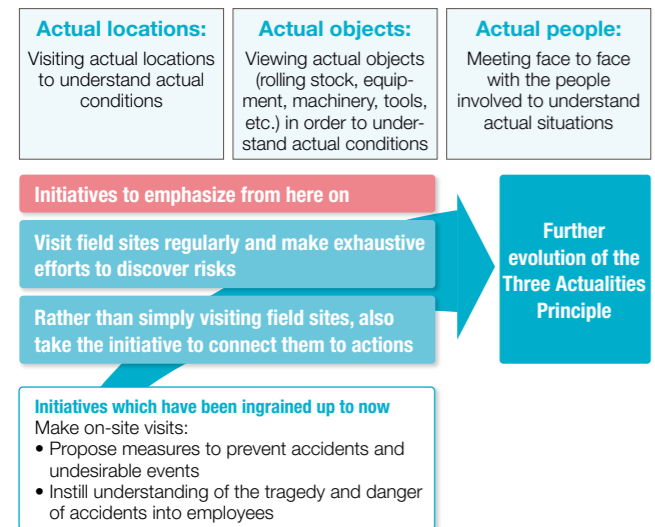 Actual locations:
Visiting actual locations
to understand actual
conditions
Actual objects:
Viewing actual objects
(rolling stock, equip-
ment, machinery, tools,
etc.) in order to under-
stand actual conditions
Actual people:
Meeting face to face
with the people
involved to understand
actual situations
Initiatives to emphasize from here on
Visit field sites regularly and make exhaustive
efforts to discover risks
Rather than simply visiting field sites, also
take the initiative to connect them to actions
Further
evolution of the
Three Actualities
Principle
Initiatives which have been ingrained up to now
Make on-site visits:
• Propose measures to prevent accidents and
undesirable events
• Instill understanding of the tragedy and danger
of accidents into employees